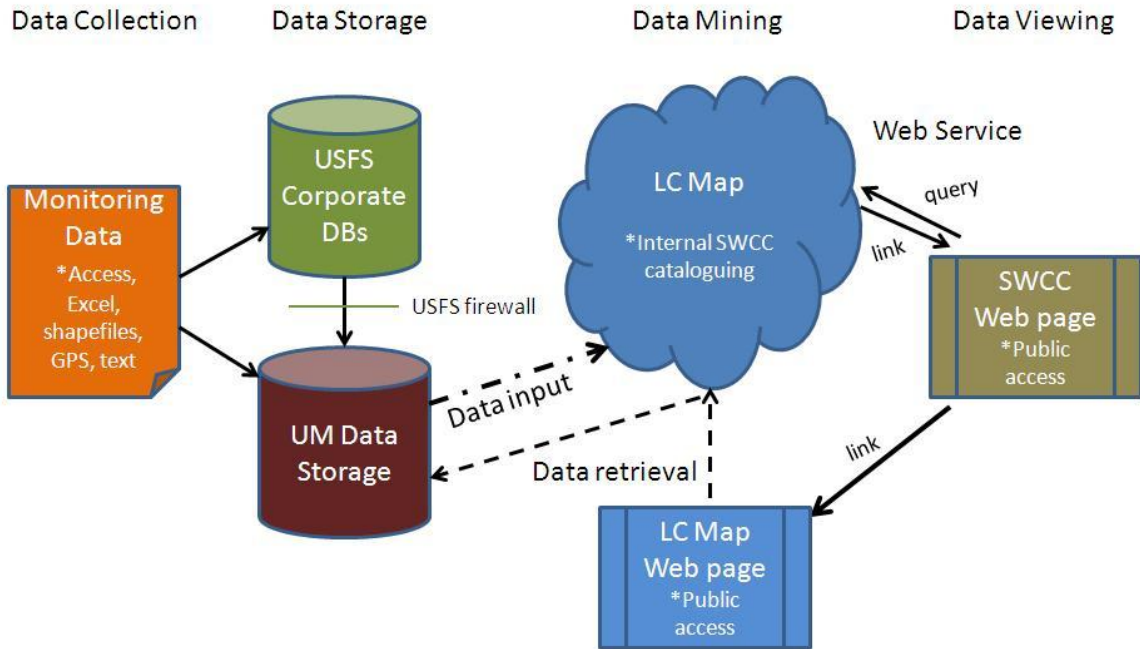 Data Collection
Data Storage
Data Mining
Data Viewing
Monitoring
Data
*Access,
Excel,
shapefiles,
GPS, text
USFS
Corporate
DBs
USFS firewall
UM Data
Storage
Data input
Data retrieval
LC Map
*Internal SWCC
cataloguing
Web Service
query
link
SWCC
Web page
*Public
access
link
LC Map
Web page
*Public
access